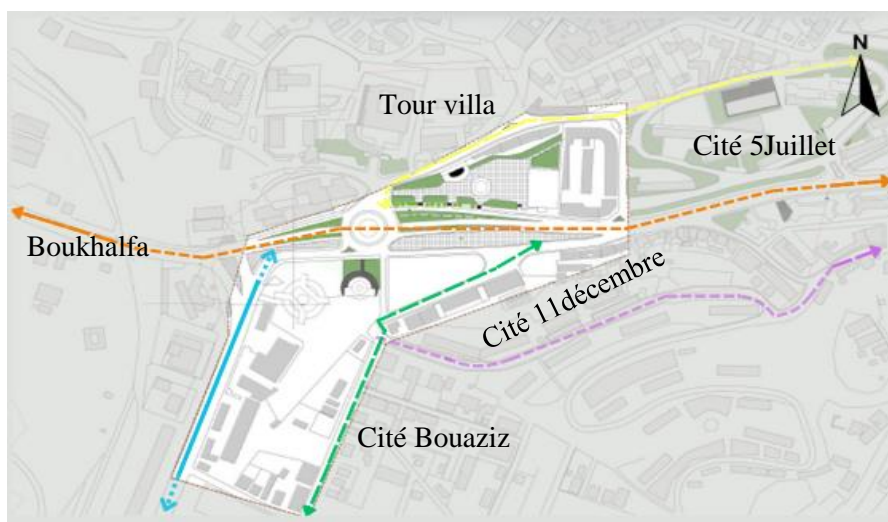 N
Tour villa
Cité 5Juillet
Boukhalfa
Cité 11décembre
Cité Bouaziz